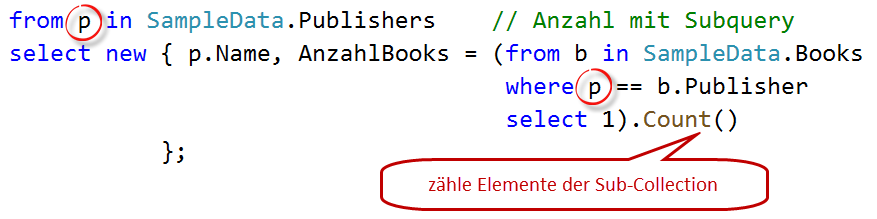 from p in SampleData.Publishers    // Anzahl mit Subquery
select new { p.Name, AnzahlBooks = (from b in SampleData.Books
where p == b.Publisher
select 1).Count()
};
zähle Elemente der Sub-Collection